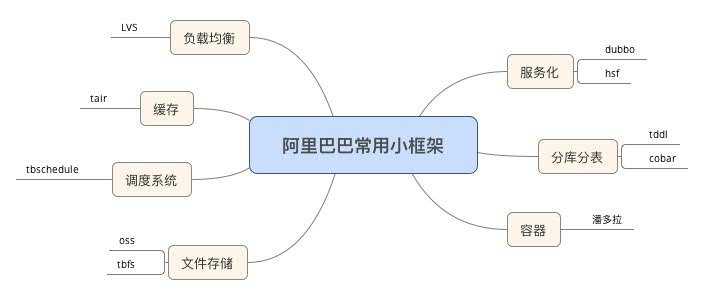 阿里巴巴常用小框架
负载均衡
LVS
缓存
tair
调度系统
tbschedule
文件存储
oss
tbfs
服务化
dubbo
hsf
分库分表
tddl
cobar
容器
潘多拉